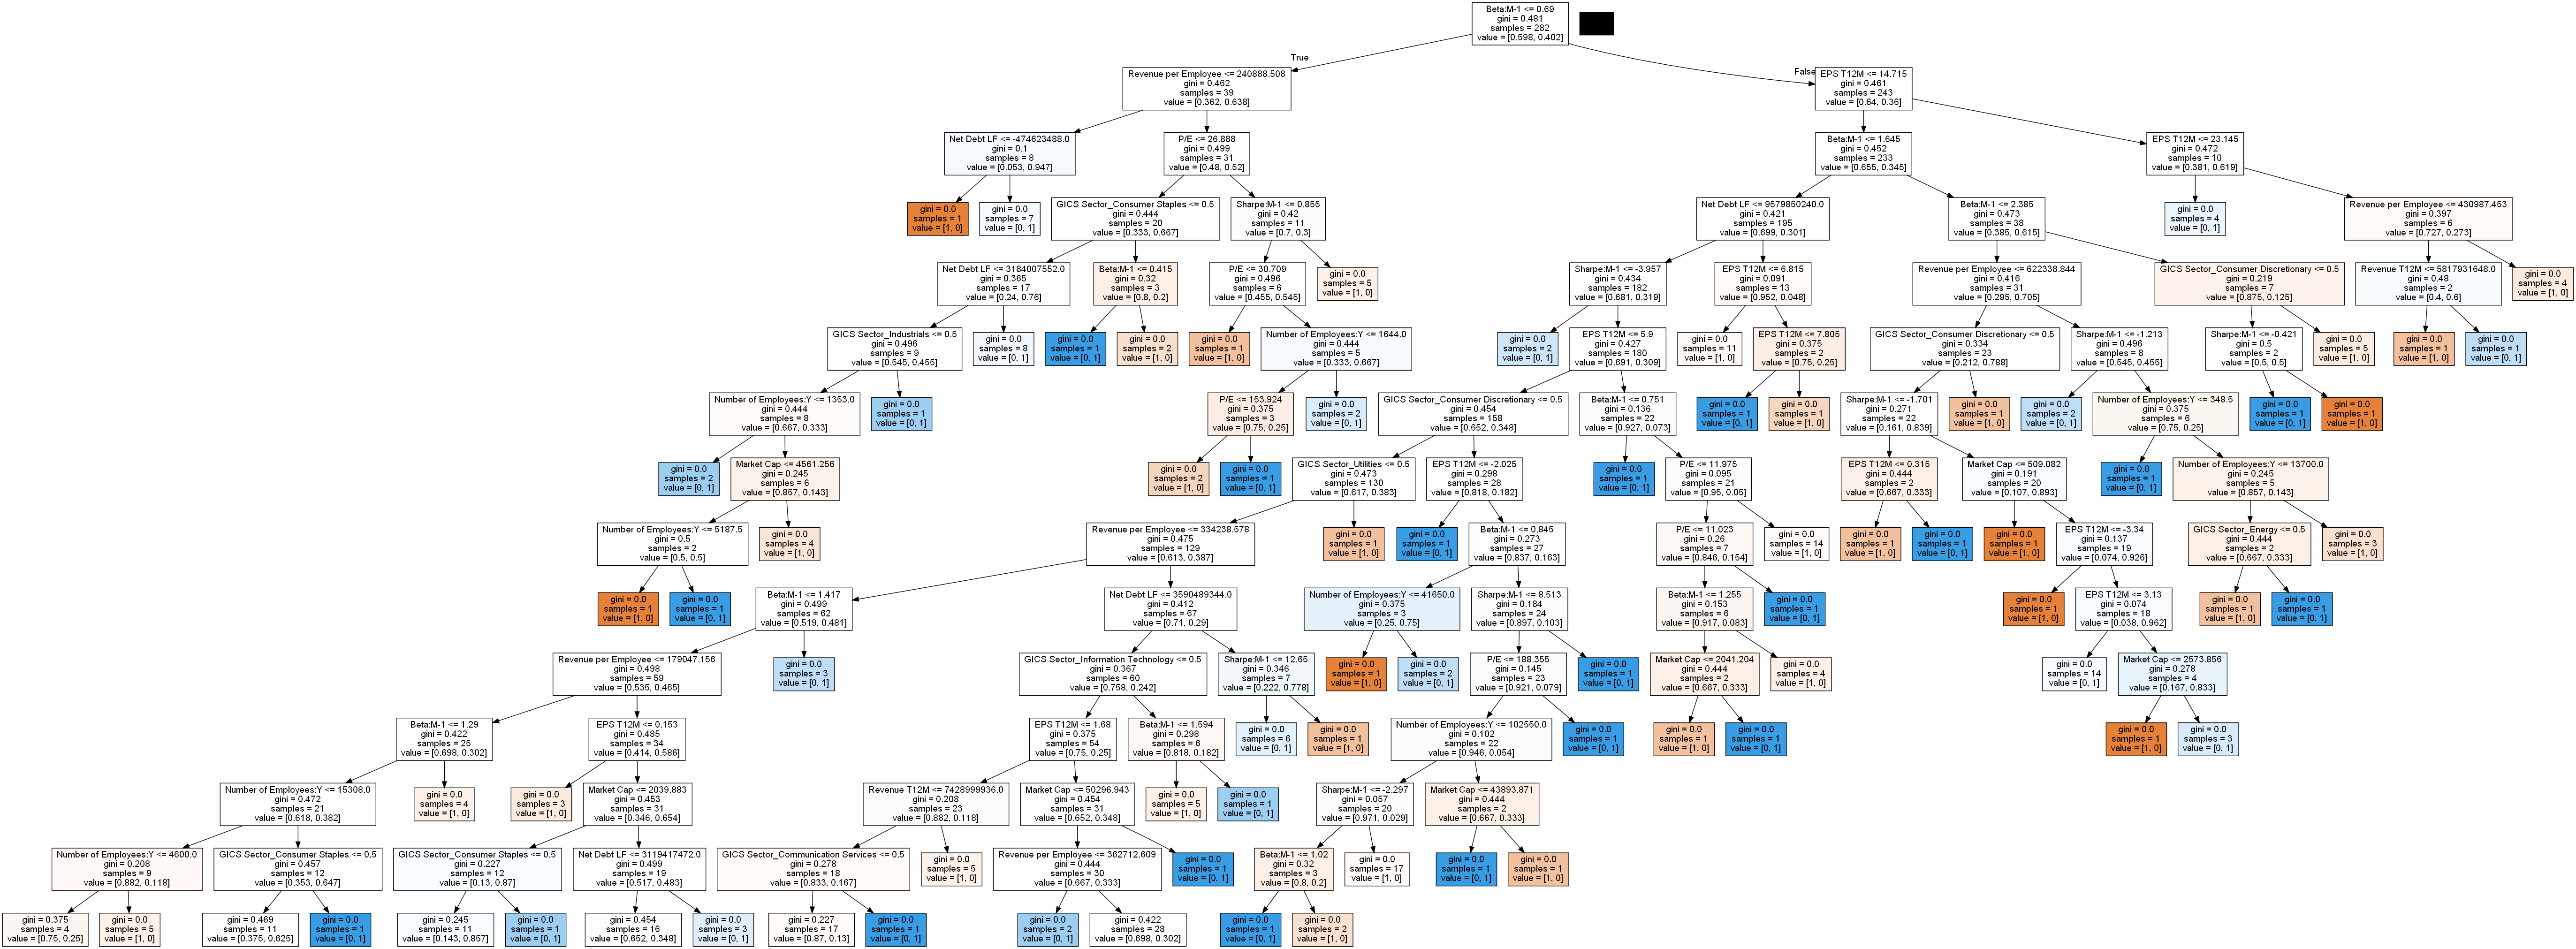 Beta:M-1 <= 0.69
gini = 0.481
samples = 282
value = [0.598, 0.402]
True
False
Revenue per Employee <= 240888.508
gini = 0.462
samples = 39
value = [0.362, 0.638]
EPS T12M <= 14.715
gini = 0.461
samples = 243
value = [0.64, 0.36]
Net Debt LF <= -474623488.0
gini = 0.1
samples = 8
value = [0.053, 0.947]
P/E <= 26.888
gini = 0.499
samples = 31
value = [0.48, 0.52]
Beta:M-1 <= 1.645
gini = 0.452
samples = 233
value = [0.655, 0.345]
EPS T12M <= 23.145
gini = 0.472
samples = 10
value = [0.381, 0.619]
gini = 0.0
samples = 1
value = [1, 0]
gini = 0.0
samples = 7
value = [0, 1]
GICS Sector_Consumer Staples <= 0.5
gini = 0.444
samples = 20
value = [0.333, 0.667]
Sharpe:M-1 <= 0.855
gini = 0.42
samples = 11
value = [0.7, 0.3]
Net Debt LF <= 9579850240.0
gini = 0.421
samples = 195
value = [0.699, 0.301]
Beta:M-1 <= 2.385
gini = 0.473
samples = 38
value = [0.385, 0.615]
gini = 0.0
samples = 4
value = [0, 1]
Revenue per Employee <= 430987.453
gini = 0.397
samples = 6
value = [0.727, 0.273]
Net Debt LF <= 3184007552.0
gini = 0.365
samples = 17
value = [0.24, 0.76]
Beta:M-1 <= 0.415
gini = 0.32
samples = 3
value = [0.8, 0.2]
P/E <= 30.709
gini = 0.496
samples = 6
value = [0.455, 0.545]
gini = 0.0
samples = 5
value = [1, 0]
Sharpe:M-1 <= -3.957
gini = 0.434
samples = 182
value = [0.681, 0.319]
EPS T12M <= 6.815
gini = 0.091
samples = 13
value = [0.952, 0.048]
Revenue per Employee <= 622338.844
gini = 0.416
samples = 31
value = [0.295, 0.705]
GICS Sector_Consumer Discretionary <= 0.5
gini = 0.219
samples = 7
value = [0.875, 0.125]
Revenue T12M <= 5817931648.0
gini = 0.48
samples = 2
value = [0.4, 0.6]
gini = 0.0
samples = 4
value = [1, 0]
GICS Sector_Industrials <= 0.5
gini = 0.496
samples = 9
value = [0.545, 0.455]
gini = 0.0
samples = 8
value = [0, 1]
gini = 0.0
samples = 1
value = [0, 1]
gini = 0.0
samples = 2
value = [1, 0]
gini = 0.0
samples = 1
value = [1, 0]
Number of Employees:Y <= 1644.0
gini = 0.444
samples = 5
value = [0.333, 0.667]
gini = 0.0
samples = 2
value = [0, 1]
EPS T12M <= 5.9
gini = 0.427
samples = 180
value = [0.691, 0.309]
gini = 0.0
samples = 11
value = [1, 0]
EPS T12M <= 7.805
gini = 0.375
samples = 2
value = [0.75, 0.25]
GICS Sector_Consumer Discretionary <= 0.5
gini = 0.334
samples = 23
value = [0.212, 0.788]
Sharpe:M-1 <= -1.213
gini = 0.496
samples = 8
value = [0.545, 0.455]
Sharpe:M-1 <= -0.421
gini = 0.5
samples = 2
value = [0.5, 0.5]
gini = 0.0
samples = 5
value = [1, 0]
gini = 0.0
samples = 1
value = [1, 0]
gini = 0.0
samples = 1
value = [0, 1]
Number of Employees:Y <= 1353.0
gini = 0.444
samples = 8
value = [0.667, 0.333]
gini = 0.0
samples = 1
value = [0, 1]
P/E <= 153.924
gini = 0.375
samples = 3
value = [0.75, 0.25]
gini = 0.0
samples = 2
value = [0, 1]
GICS Sector_Consumer Discretionary <= 0.5
gini = 0.454
samples = 158
value = [0.652, 0.348]
Beta:M-1 <= 0.751
gini = 0.136
samples = 22
value = [0.927, 0.073]
gini = 0.0
samples = 1
value = [0, 1]
gini = 0.0
samples = 1
value = [1, 0]
Sharpe:M-1 <= -1.701
gini = 0.271
samples = 22
value = [0.161, 0.839]
gini = 0.0
samples = 1
value = [1, 0]
gini = 0.0
samples = 2
value = [0, 1]
Number of Employees:Y <= 348.5
gini = 0.375
samples = 6
value = [0.75, 0.25]
gini = 0.0
samples = 1
value = [0, 1]
gini = 0.0
samples = 1
value = [1, 0]
gini = 0.0
samples = 2
value = [0, 1]
Market Cap <= 4561.256
gini = 0.245
samples = 6
value = [0.857, 0.143]
gini = 0.0
samples = 2
value = [1, 0]
gini = 0.0
samples = 1
value = [0, 1]
GICS Sector_Utilities <= 0.5
gini = 0.473
samples = 130
value = [0.617, 0.383]
EPS T12M <= -2.025
gini = 0.298
samples = 28
value = [0.818, 0.182]
gini = 0.0
samples = 1
value = [0, 1]
P/E <= 11.975
gini = 0.095
samples = 21
value = [0.95, 0.05]
EPS T12M <= 0.315
gini = 0.444
samples = 2
value = [0.667, 0.333]
Market Cap <= 509.082
gini = 0.191
samples = 20
value = [0.107, 0.893]
gini = 0.0
samples = 1
value = [0, 1]
Number of Employees:Y <= 13700.0
gini = 0.245
samples = 5
value = [0.857, 0.143]
Number of Employees:Y <= 5187.5
gini = 0.5
samples = 2
value = [0.5, 0.5]
gini = 0.0
samples = 4
value = [1, 0]
Revenue per Employee <= 334238.578
gini = 0.475
samples = 129
value = [0.613, 0.387]
gini = 0.0
samples = 1
value = [1, 0]
gini = 0.0
samples = 1
value = [0, 1]
Beta:M-1 <= 0.845
gini = 0.273
samples = 27
value = [0.837, 0.163]
P/E <= 11.023
gini = 0.26
samples = 7
value = [0.846, 0.154]
gini = 0.0
samples = 14
value = [1, 0]
gini = 0.0
samples = 1
value = [1, 0]
gini = 0.0
samples = 1
value = [0, 1]
gini = 0.0
samples = 1
value = [1, 0]
EPS T12M <= -3.34
gini = 0.137
samples = 19
value = [0.074, 0.926]
GICS Sector_Energy <= 0.5
gini = 0.444
samples = 2
value = [0.667, 0.333]
gini = 0.0
samples = 3
value = [1, 0]
gini = 0.0
samples = 1
value = [1, 0]
gini = 0.0
samples = 1
value = [0, 1]
Beta:M-1 <= 1.417
gini = 0.499
samples = 62
value = [0.519, 0.481]
Net Debt LF <= 3590489344.0
gini = 0.412
samples = 67
value = [0.71, 0.29]
Number of Employees:Y <= 41650.0
gini = 0.375
samples = 3
value = [0.25, 0.75]
Sharpe:M-1 <= 8.513
gini = 0.184
samples = 24
value = [0.897, 0.103]
Beta:M-1 <= 1.255
gini = 0.153
samples = 6
value = [0.917, 0.083]
gini = 0.0
samples = 1
value = [0, 1]
gini = 0.0
samples = 1
value = [1, 0]
EPS T12M <= 3.13
gini = 0.074
samples = 18
value = [0.038, 0.962]
gini = 0.0
samples = 1
value = [1, 0]
gini = 0.0
samples = 1
value = [0, 1]
Revenue per Employee <= 179047.156
gini = 0.498
samples = 59
value = [0.535, 0.465]
gini = 0.0
samples = 3
value = [0, 1]
GICS Sector_Information Technology <= 0.5
gini = 0.367
samples = 60
value = [0.758, 0.242]
Sharpe:M-1 <= 12.65
gini = 0.346
samples = 7
value = [0.222, 0.778]
gini = 0.0
samples = 1
value = [1, 0]
gini = 0.0
samples = 2
value = [0, 1]
P/E <= 188.355
gini = 0.145
samples = 23
value = [0.921, 0.079]
gini = 0.0
samples = 1
value = [0, 1]
Market Cap <= 2041.204
gini = 0.444
samples = 2
value = [0.667, 0.333]
gini = 0.0
samples = 4
value = [1, 0]
gini = 0.0
samples = 14
value = [0, 1]
Market Cap <= 2573.856
gini = 0.278
samples = 4
value = [0.167, 0.833]
Beta:M-1 <= 1.29
gini = 0.422
samples = 25
value = [0.698, 0.302]
EPS T12M <= 0.153
gini = 0.485
samples = 34
value = [0.414, 0.586]
EPS T12M <= 1.68
gini = 0.375
samples = 54
value = [0.75, 0.25]
Beta:M-1 <= 1.594
gini = 0.298
samples = 6
value = [0.818, 0.182]
gini = 0.0
samples = 6
value = [0, 1]
gini = 0.0
samples = 1
value = [1, 0]
Number of Employees:Y <= 102550.0
gini = 0.102
samples = 22
value = [0.946, 0.054]
gini = 0.0
samples = 1
value = [0, 1]
gini = 0.0
samples = 1
value = [1, 0]
gini = 0.0
samples = 1
value = [0, 1]
gini = 0.0
samples = 1
value = [1, 0]
gini = 0.0
samples = 3
value = [0, 1]
Number of Employees:Y <= 15308.0
gini = 0.472
samples = 21
value = [0.618, 0.382]
gini = 0.0
samples = 4
value = [1, 0]
gini = 0.0
samples = 3
value = [1, 0]
Market Cap <= 2039.883
gini = 0.453
samples = 31
value = [0.346, 0.654]
Revenue T12M <= 7428999936.0
gini = 0.208
samples = 23
value = [0.882, 0.118]
Market Cap <= 50296.943
gini = 0.454
samples = 31
value = [0.652, 0.348]
gini = 0.0
samples = 5
value = [1, 0]
gini = 0.0
samples = 1
value = [0, 1]
Sharpe:M-1 <= -2.297
gini = 0.057
samples = 20
value = [0.971, 0.029]
Market Cap <= 43893.871
gini = 0.444
samples = 2
value = [0.667, 0.333]
Number of Employees:Y <= 4600.0
gini = 0.208
samples = 9
value = [0.882, 0.118]
GICS Sector_Consumer Staples <= 0.5
gini = 0.457
samples = 12
value = [0.353, 0.647]
GICS Sector_Consumer Staples <= 0.5
gini = 0.227
samples = 12
value = [0.13, 0.87]
Net Debt LF <= 3119417472.0
gini = 0.499
samples = 19
value = [0.517, 0.483]
GICS Sector_Communication Services <= 0.5
gini = 0.278
samples = 18
value = [0.833, 0.167]
gini = 0.0
samples = 5
value = [1, 0]
Revenue per Employee <= 362712.609
gini = 0.444
samples = 30
value = [0.667, 0.333]
gini = 0.0
samples = 1
value = [0, 1]
Beta:M-1 <= 1.02
gini = 0.32
samples = 3
value = [0.8, 0.2]
gini = 0.0
samples = 17
value = [1, 0]
gini = 0.0
samples = 1
value = [0, 1]
gini = 0.0
samples = 1
value = [1, 0]
gini = 0.375
samples = 4
value = [0.75, 0.25]
gini = 0.0
samples = 5
value = [1, 0]
gini = 0.469
samples = 11
value = [0.375, 0.625]
gini = 0.0
samples = 1
value = [0, 1]
gini = 0.245
samples = 11
value = [0.143, 0.857]
gini = 0.0
samples = 1
value = [0, 1]
gini = 0.454
samples = 16
value = [0.652, 0.348]
gini = 0.0
samples = 3
value = [0, 1]
gini = 0.227
samples = 17
value = [0.87, 0.13]
gini = 0.0
samples = 1
value = [0, 1]
gini = 0.0
samples = 2
value = [0, 1]
gini = 0.422
samples = 28
value = [0.698, 0.302]
gini = 0.0
samples = 1
value = [0, 1]
gini = 0.0
samples = 2
value = [1, 0]